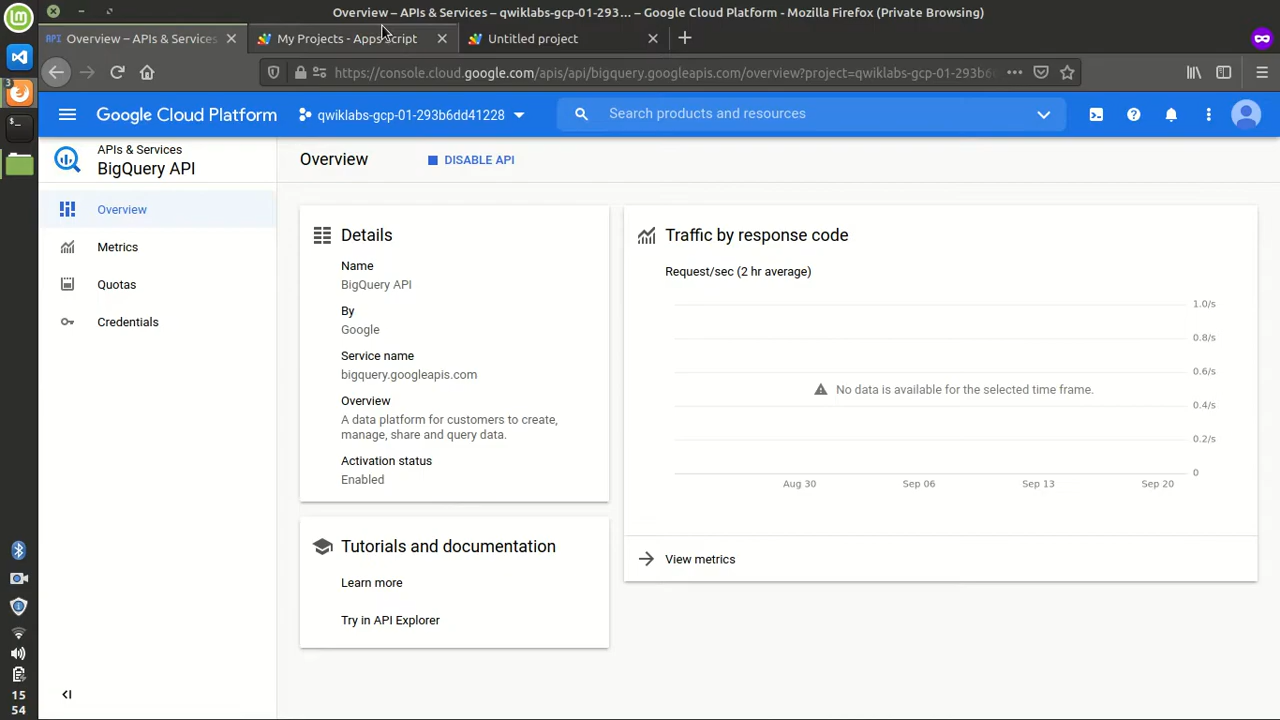 Overview – APIs & Services – qwiklabs-gcp-01-293... – Google Cloud Platform - Mozilla Firefox (Private Browsing)
API Overview – APIs & Services
My Projects - Apps Script
Untitled project
https://console.cloud.google.com/apis/api/bigquery.googleapis.com/overview?project=qwiklabs-gcp-01-293b6d
Google Cloud Platform
qwiklabs-gcp-01-293b6dd41228
Search products and resources
APIs & Services
BigQuery API
Overview
DISABLE API
Overview
Metrics
Quotas
Credentials
Details
Name
BigQuery API
By
Google
Service name
bigquery.googleapis.com
Overview
A data platform for customers to create,
manage, share and query data.
Activation status
Enabled
Tutorials and documentation
Learn more
Try in API Explorer
Traffic by response code
Request/sec (2 hr average)
1.0/s
0.8/s
0.6/s
No data is available for the selected time frame.
0.4/s
0.2/s
0
Aug 30
Sep 06
Sep 13
Sep 20
View metrics
3
15
54